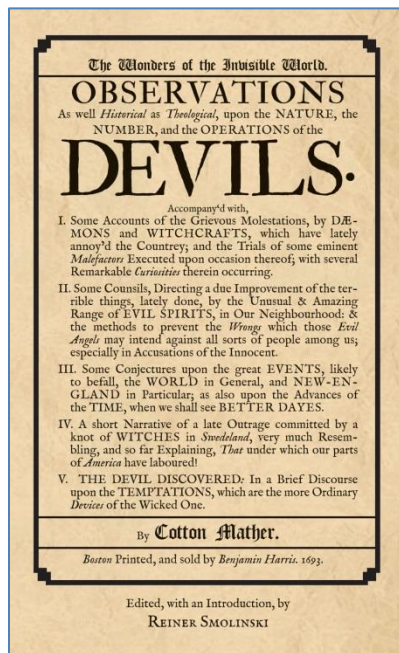 The Wonders of the Invisible World.
OBSERVATIONS
As well Historical as Theological, upon the NATURE, the
NUMBER, and the OPERATIONS of the
DEVILS.
Accompany'd with,
I. Some Accounts of the Grievous Molestations, by DÆ-
MONS and WITCHCRAFTS, which have lately
annoy'd the Countrey; and the Trials of some eminent
Malefactors Executed upon occasion thereof; with several
Remarkable Curiosities therein occurring.
II. Some Counsils, Directing a due Improvement of the ter-
rible things, lately done, by the Unusual & Amazing
Range of EVIL SPIRITS, in Our Neighbourhood: &
the methods to prevent the Wrongs which those Evil
Angels may intend against all sorts of people among us;
especially in Accusations of the Innocent.
III. Some Conjectures upon the great EVENTS, likely
to befall, the WORLD in General, and NEW-EN-
GLAND in Particular; as also upon the Advances of
the TIME, when we shall see BETTER DAYES.
IV. A short Narrative of a late Outrage committed by a
knot of WITCHES in Swedeland, very much Resem-
bling, and so far Explaining, That under which our parts
of America have laboured!
V. THE DEVIL DISCOVERED: In a Brief Discourse
upon the TEMPTATIONS, which are the more Ordinary
Devices of the Wicked One.
By Cotton Mather.
Boston Printed, and sold by Benjamin Harris. 1693.
Edited, with an Introduction, by
REINER SMOLINSKI